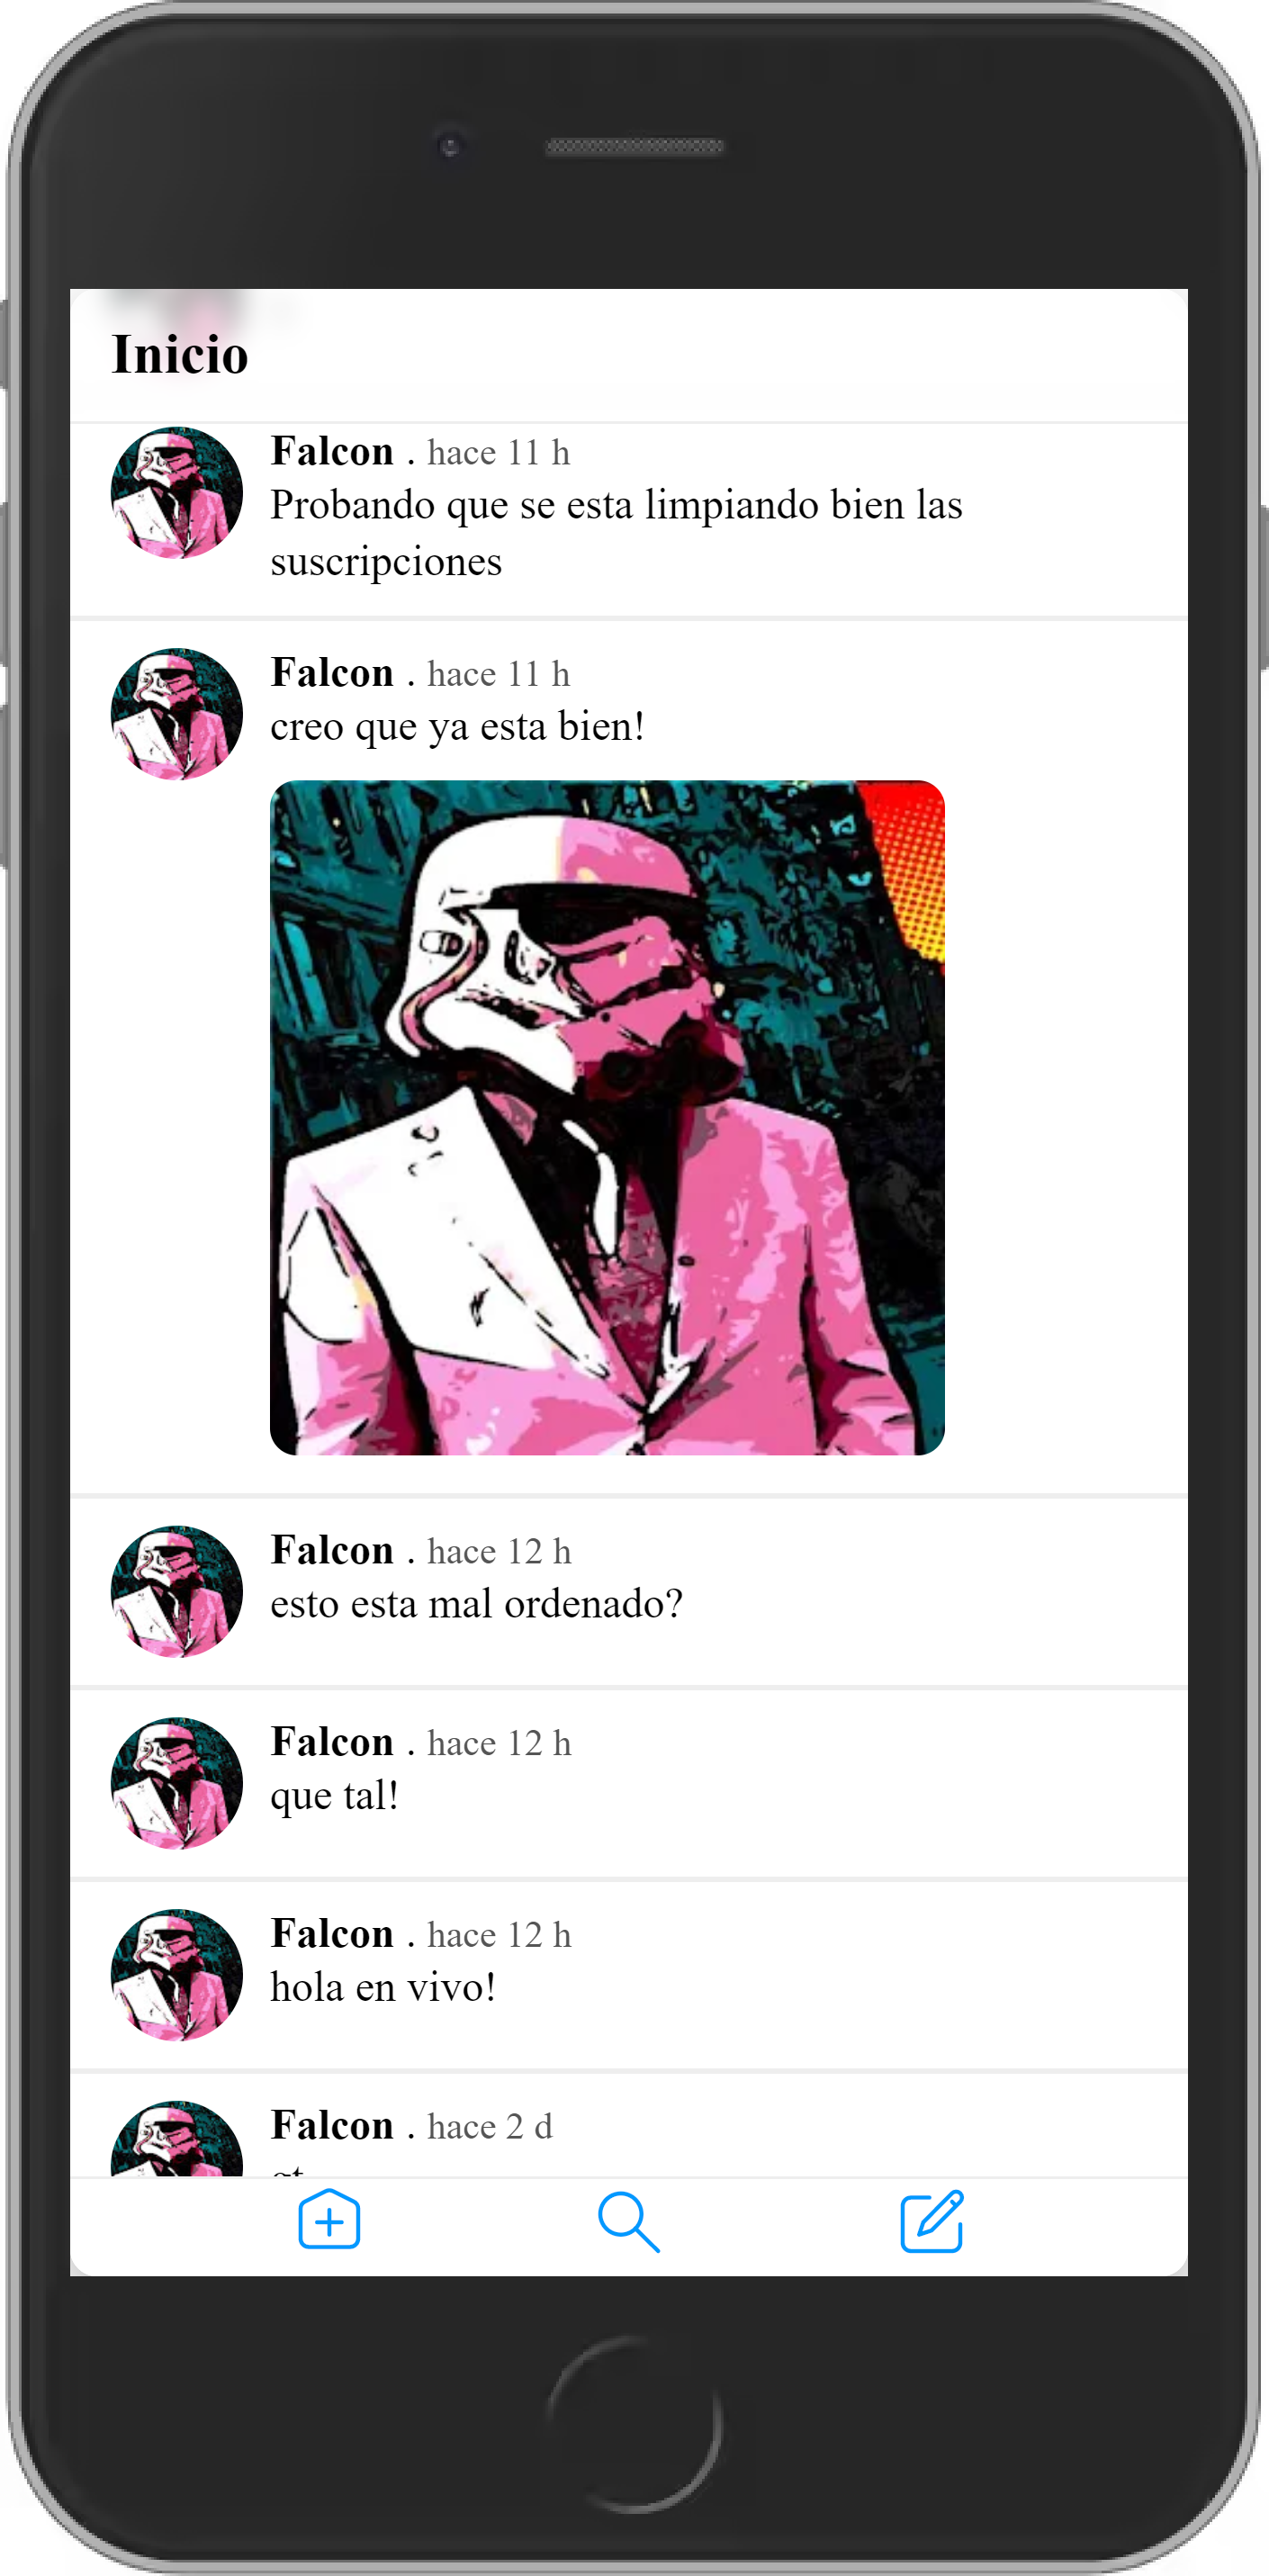 Inicio
Falcon . hace 11 h
Probando que se esta limpiando bien las
suscripciones
Falcon . hace 11 h
creo que ya esta bien!
Falcon . hace 12 h
esto esta mal ordenado?
Falcon . hace 12 h
que tal!
Falcon . hace 12 h
hola en vivo!
Falcon . hace 2 d